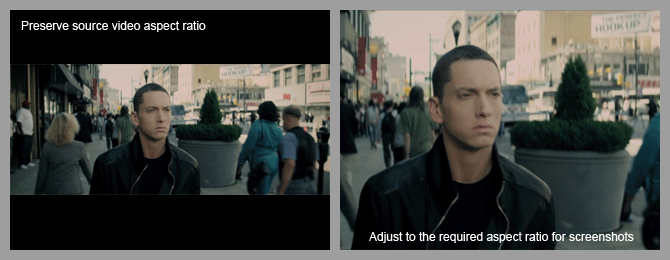 Preserve source video aspect ratio
THE PERFECT
HOOK UP
Adjust to the required aspect ratio for screenshots